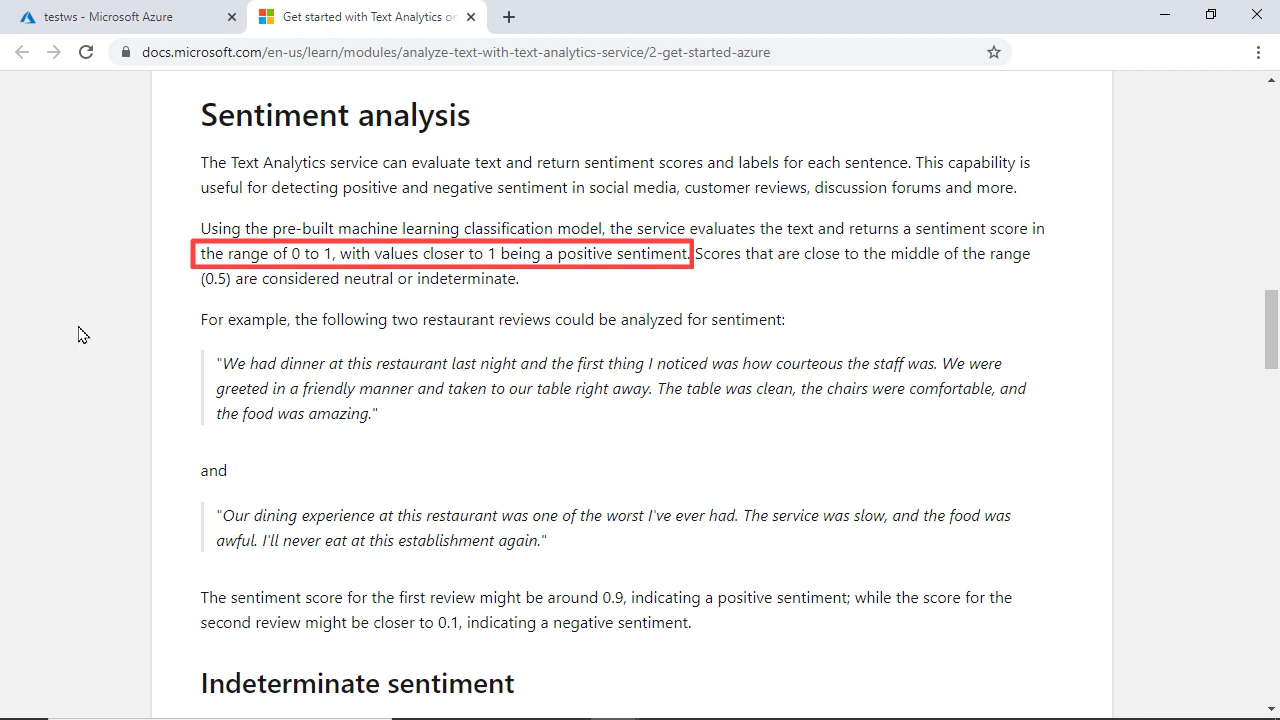 testws - Microsoft Azure
Get started with Text Analytics on
docs.microsoft.com/en-us/learn/modules/analyze-text-with-text-analytics-service/2-get-started-azure
Sentiment analysis
The Text Analytics service can evaluate text and return sentiment scores and labels for each sentence. This capability is
useful for detecting positive and negative sentiment in social media, customer reviews, discussion forums and more.
Using the pre-built machine learning classification model, the service evaluates the text and returns a sentiment score in
the range of 0 to 1, with values closer to 1 being a positive sentiment. Scores that are close to the middle of the range
(0.5) are considered neutral or indeterminate.
For example, the following two restaurant reviews could be analyzed for sentiment:
"We had dinner at this restaurant last night and the first thing I noticed was how courteous the staff was. We were
greeted in a friendly manner and taken to our table right away. The table was clean, the chairs were comfortable, and
the food was amazing."
and
"Our dining experience at this restaurant was one of the worst I've ever had. The service was slow, and the food was
awful. I'll never eat at this establishment again."
The sentiment score for the first review might be around 0.9, indicating a positive sentiment; while the score for the
second review might be closer to 0.1, indicating a negative sentiment.
Indeterminate sentiment